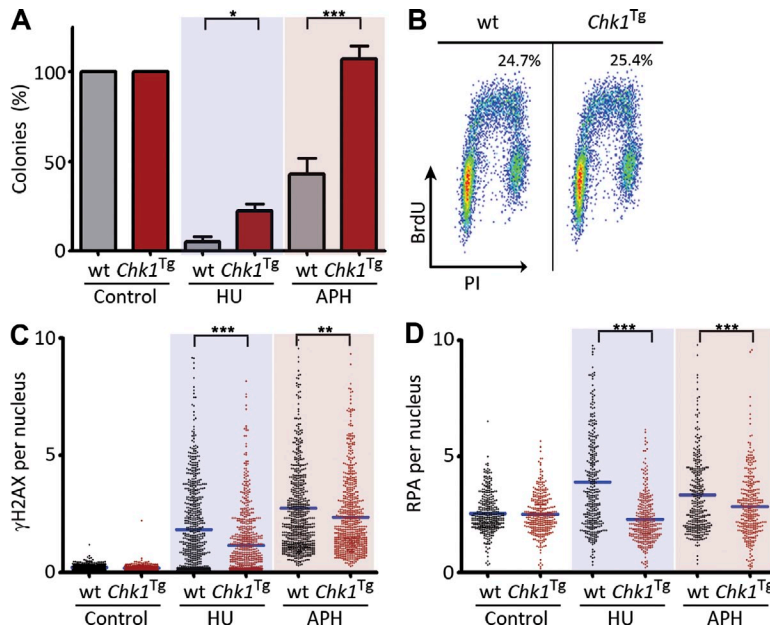 A
Colonies (%)
100
50
0
*
***
wt Chk1Tg wt Chk1Tg wt Chk1Tg
Control HU APH
B
wt Chk1Tg
24.7% 25.4%
BrdU
PI
C
γH2AX per nucleus
10
5
0
***
**
wt Chk1Tg wt Chk1Tg wt Chk1Tg
Control HU APH
D
RPA per nucleus
10
5
0
***
***
wt Chk1Tg wt Chk1Tg wt Chk1Tg
Control HU APH